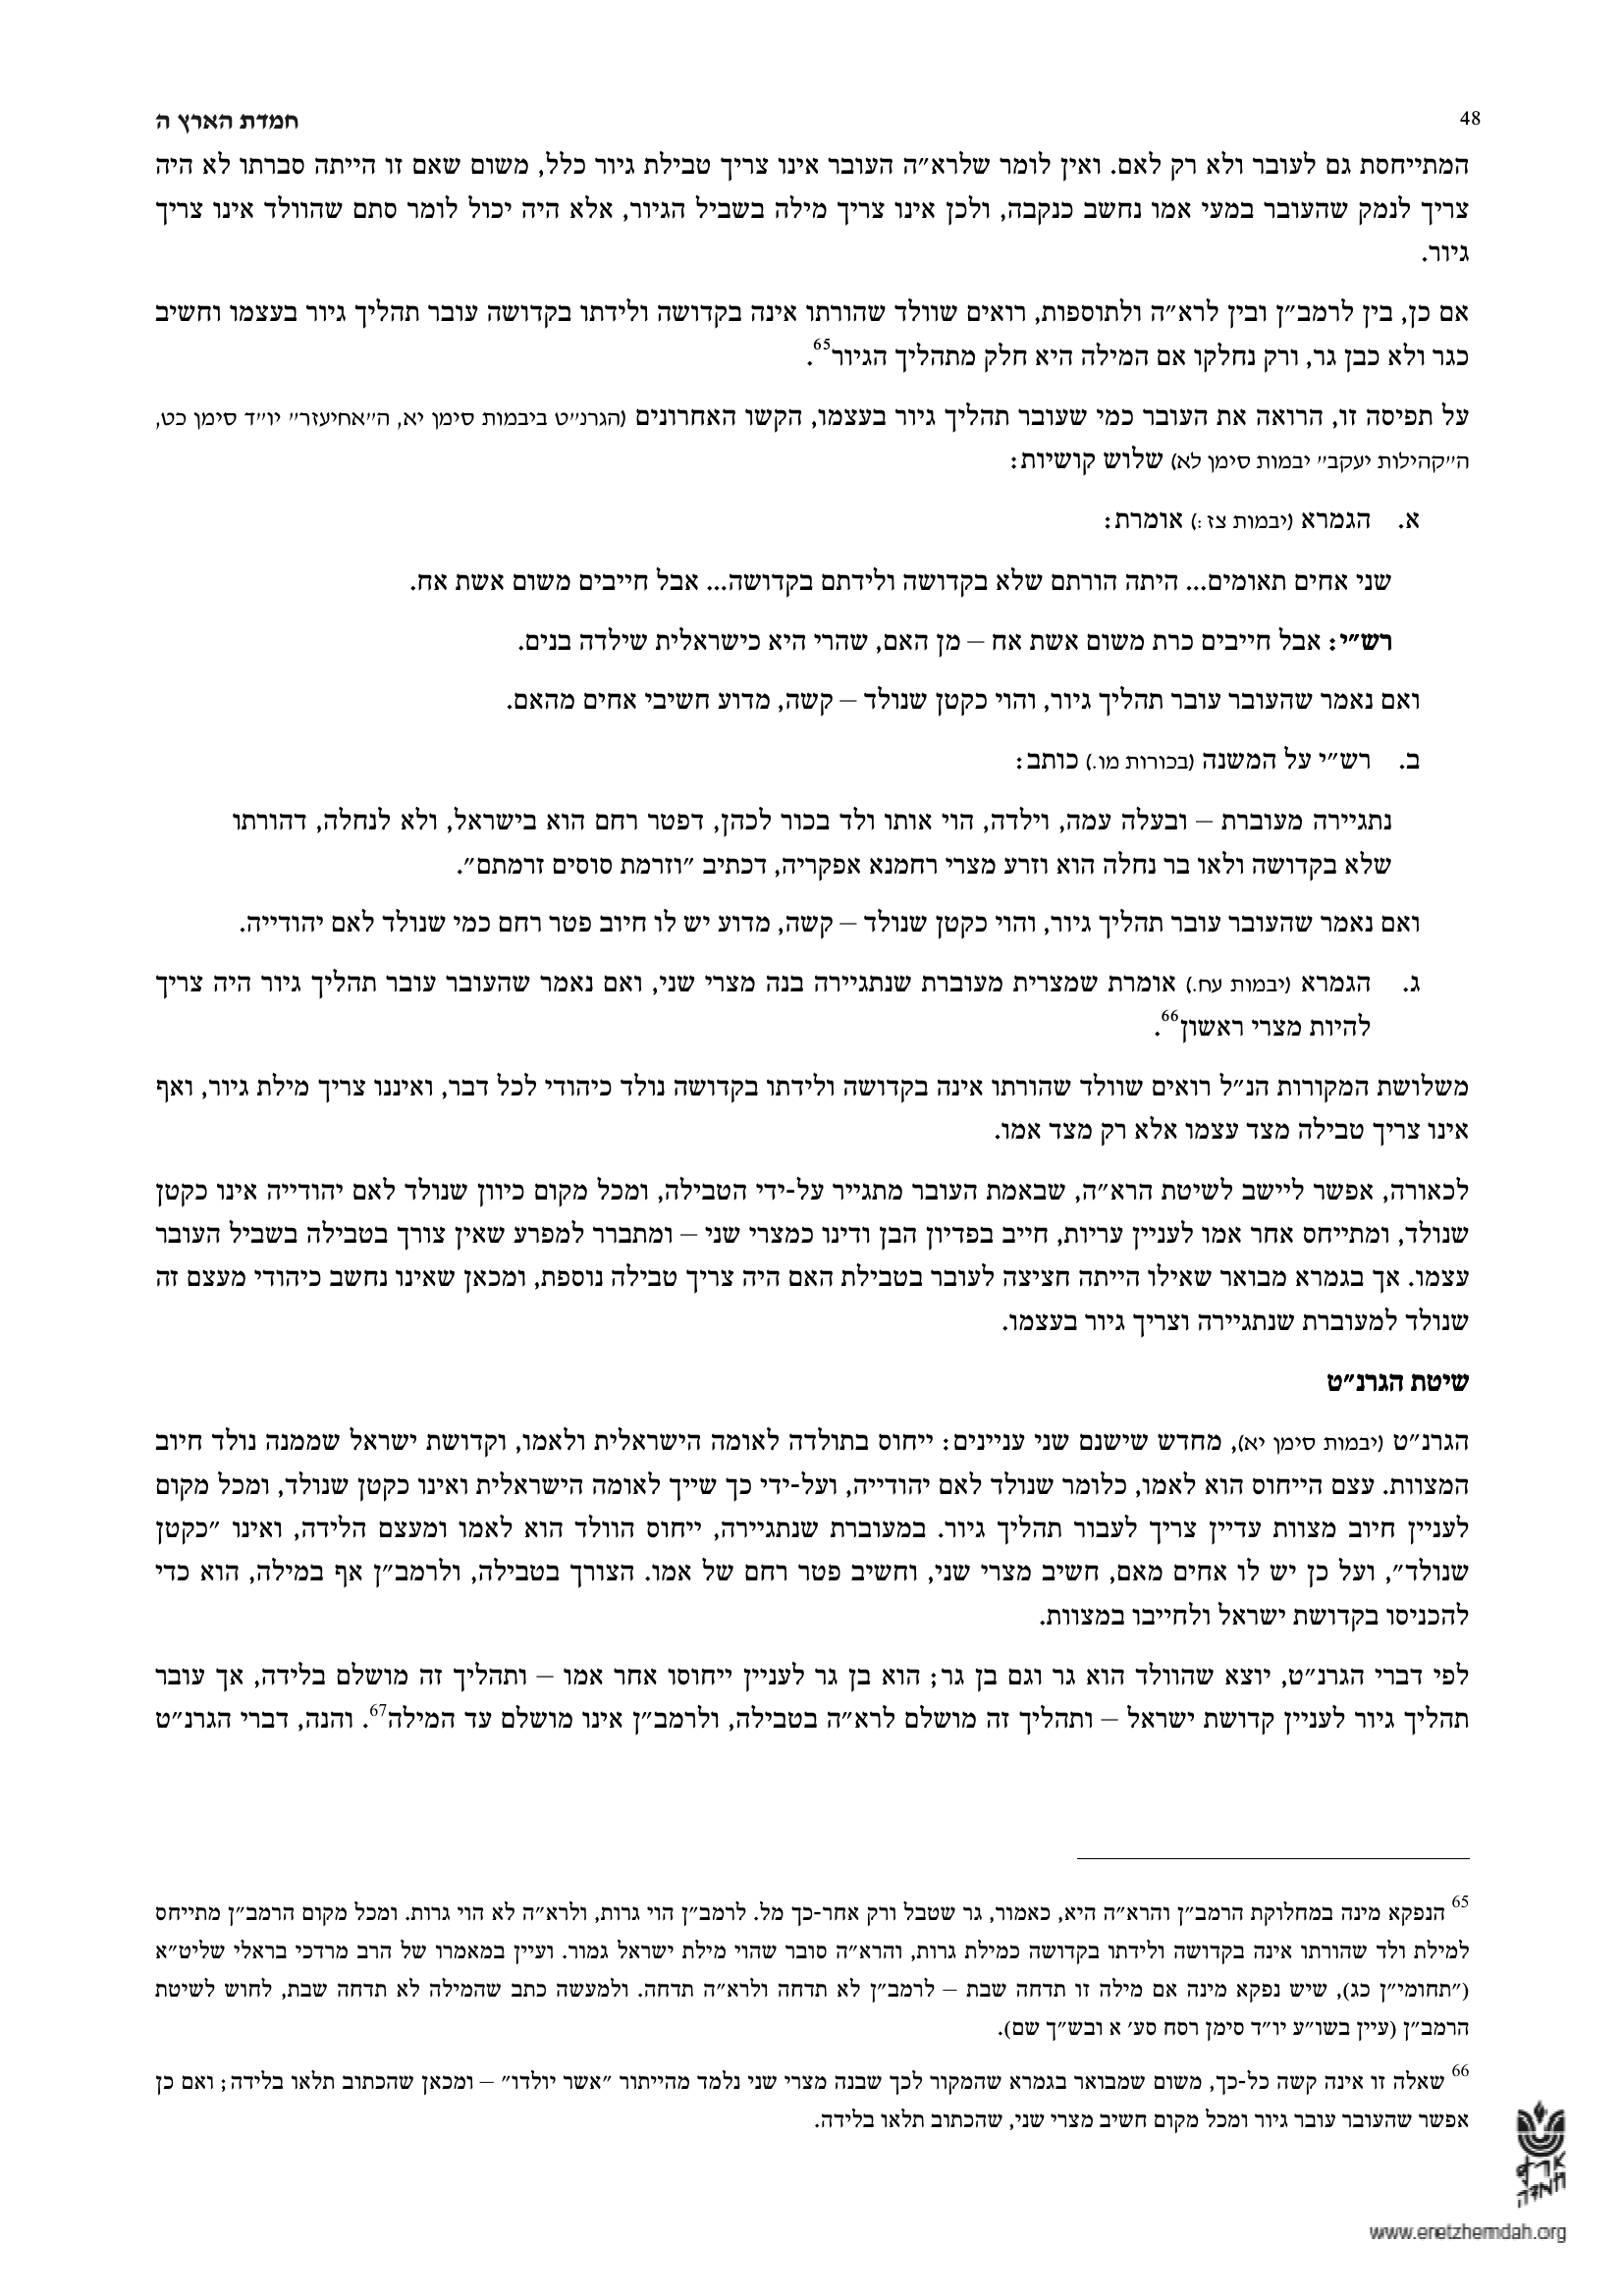 48
חמדת הארץ ה
המתייחסת גם לעובר ולא רק לאם. ואין לומר שלרא״ה העובר אינו צריך טבילת גיור כלל, משום שאם זו הייתה סברתו לא היה
צריך לנמק שהעובר במעי אמו נחשב כנקבה, ולכן אינו צריך מילה בשביל הגיור, אלא היה יכול לומר סתם שהוולד אינו צריך
גיור.
אם כן, בין לרמב״ן ובין לרא״ה ולתוספות, רואים שוולד שהורתו אינה בקדושה ולידתו בקדושה עובר תהליך גיור בעצמו וחשיב
כגר ולא כבן גר, ורק נחלקו אם המילה היא חלק מתהליך הגיור65.
על תפיסה זו, הרואה את העובר כמי שעובר תהליך גיור בעצמו, הקשו האחרונים (הגרנ״ט ביבמות סימן יא, ה״אחיעזר״ יו״ד סימן כט,
ה״קהילות יעקב״ יבמות סימן לא) שלוש קושיות:
א. הגמרא (יבמות צז:) אומרת:
שני אחים תאומים... היתה הורתם שלא בקדושה ולידתם בקדושה... אבל חייבים משום אשת אח.
רש״י: אבל חייבים כרת משום אשת אח – מן האם, שהרי היא כישראלית שילדה בנים.
ואם נאמר שהעובר עובר תהליך גיור, והוי כקטן שנולד – קשה, מדוע חשיבי אחים מהאם.
ב. רש״י על המשנה (בכורות מו.) כותב:
נתגיירה מעוברת – ובעלה עמה, וילדה, הוי אותו ולד בכור לכהן, דפטר רחם הוא בישראל, ולא לנחלה, דהורתו
שלא בקדושה ולאו בר נחלה הוא וזרע מצרי רחמנא אפקריה, דכתיב ״וזרמת סוסים זרמתם״.
ואם נאמר שהעובר עובר תהליך גיור, והוי כקטן שנולד – קשה, מדוע יש לו חיוב פטר רחם כמי שנולד לאם יהודייה.
ג. הגמרא (יבמות עח.) אומרת שמצרית מעוברת שנתגיירה בנה מצרי שני, ואם נאמר שהעובר עובר תהליך גיור היה צריך
להיות מצרי ראשון66.
משלושת המקורות הנ״ל רואים שוולד שהורתו אינה בקדושה ולידתו בקדושה נולד כיהודי לכל דבר, ואיננו צריך מילת גיור, ואף
אינו צריך טבילה מצד עצמו אלא רק מצד אמו.
לכאורה, אפשר ליישב לשיטת הרא״ה, שבאמת העובר מתגייר על-ידי הטבילה, ומכל מקום כיוון שנולד לאם יהודייה אינו כקטן
שנולד, ומתייחס אחר אמו לעניין עריות, חייב בפדיון הבן ודינו כמצרי שני – ומתברר למפרע שאין צורך בטבילה בשביל העובר
עצמו. אך בגמרא מבואר שאילו הייתה חציצה לעובר בטבילת האם היה צריך טבילה נוספת, ומכאן שאינו נחשב כיהודי מעצם זה
שנולד למעוברת שנתגיירה וצריך גיור בעצמו.
שיטת הגרנ״ט
הגרנ״ט (יבמות סימן יא), מחדש שישנם שני עניינים: ייחוס בתולדה לאומה הישראלית ולאמו, וקדושת ישראל שממנה נולד חיוב
המצוות. עצם הייחוס הוא לאמו, כלומר שנולד לאם יהודייה, ועל-ידי כך שייך לאומה הישראלית ואינו כקטן שנולד, ומכל מקום
לעניין חיוב מצוות עדיין צריך לעבור תהליך גיור. במעוברת שנתגיירה, ייחוס הוולד הוא לאמו ומעצם הלידה, ואינו ״כקטן
שנולד״, ועל כן יש לו אחים מאם, חשיב מצרי שני, וחשיב פטר רחם של אמו. הצורך בטבילה, ולרמב״ן אף במילה, הוא כדי
להכניסו בקדושת ישראל ולחייבו במצוות.
לפי דברי הגרנ״ט, יוצא שהוולד הוא גר וגם בן גר; הוא בן גר לעניין ייחוסו אחר אמו – ותהליך זה מושלם בלידה, אך עובר
תהליך גיור לעניין קדושת ישראל – ותהליך זה מושלם לרא״ה בטבילה, ולרמב״ן אינו מושלם עד המילה67. והנה, דברי הגרנ״ט
65 הנפקא מינה במחלוקת הרמב״ן והרא״ה היא, כאמור, גר שטבל ורק אחר-כך מל. לרמב״ן הוי גרות, ולרא״ה לא הוי גרות. ומכל מקום הרמב״ן מתייחס
למילת ולד שהורתו אינה בקדושה ולידתו בקדושה כמילת גרות, והרא״ה סובר שהוי מילת ישראל גמור. ועיין במאמרו של הרב מרדכי בראלי שליט״א
(״תחומי״ן כג), שיש נפקא מינה אם מילה זו תדחה שבת – לרמב״ן לא תדחה ולרא״ה תדחה. ולמעשה כתב שהמילה לא תדחה שבת, לחוש לשיטת
הרמב״ן (עיין בשו״ע יו״ד סימן רסח סע׳ א ובש״ך שם).
66 שאלה זו אינה קשה כל-כך, משום שמבואר בגמרא שהמקור לכך שבנה מצרי שני נלמד מהייתור ״אשר יולדו״ – ומכאן שהכתוב תלאו בלידה; ואם כן
אפשר שהעובר עובר גיור ומכל מקום חשיב מצרי שני, שהכתוב תלאו בלידה.
ארץ
חמדה
www.eretzhemdah.org